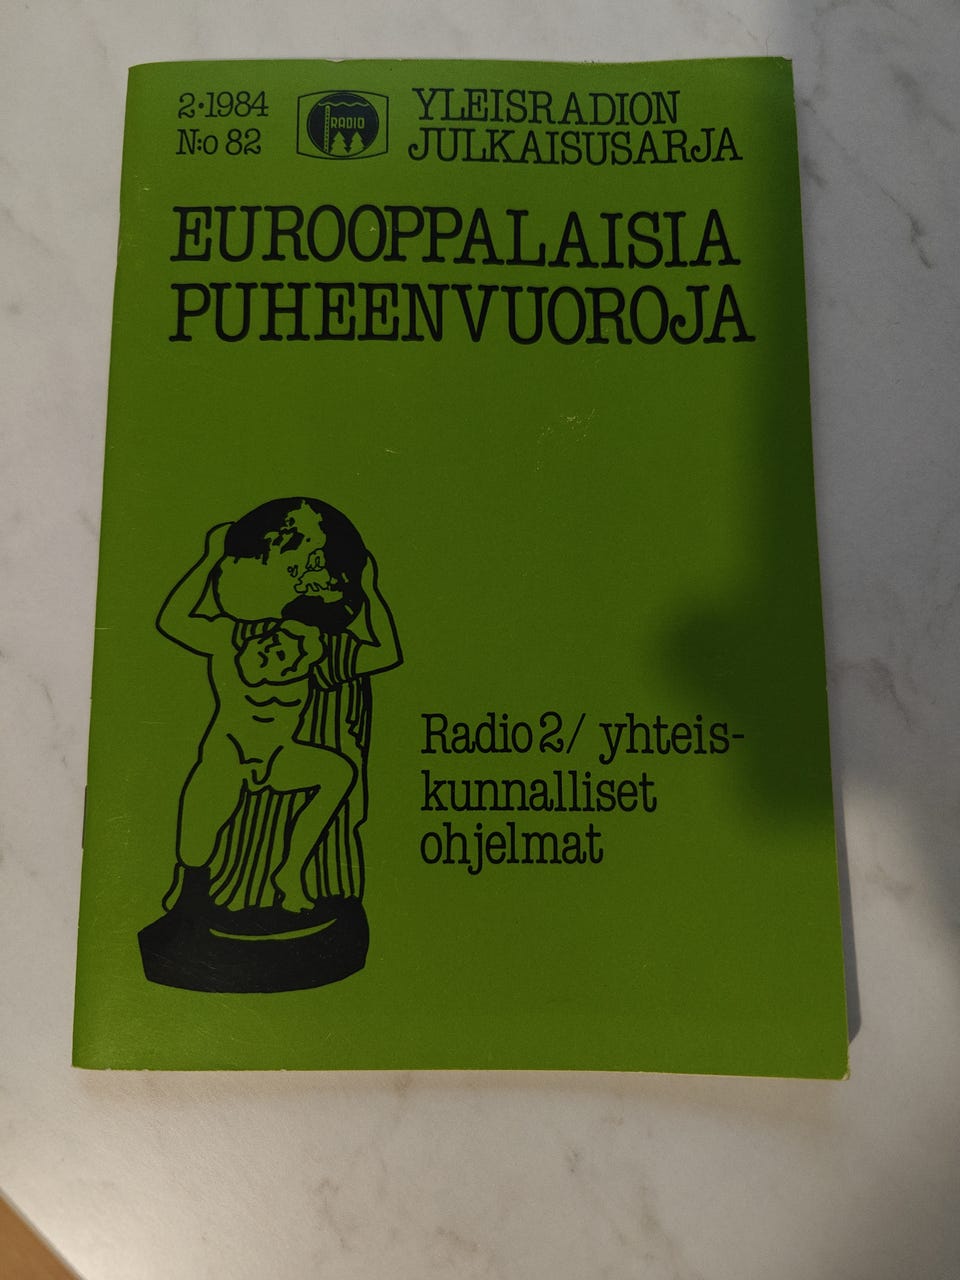 2·1984
N:o 82
RADIO
YLEISRADION
JULKAISUSARJA
EUROOPPALAISIA
PUHEENVUOROJA
Radio 2/ yhteis-
kunnalliset
ohjelmat